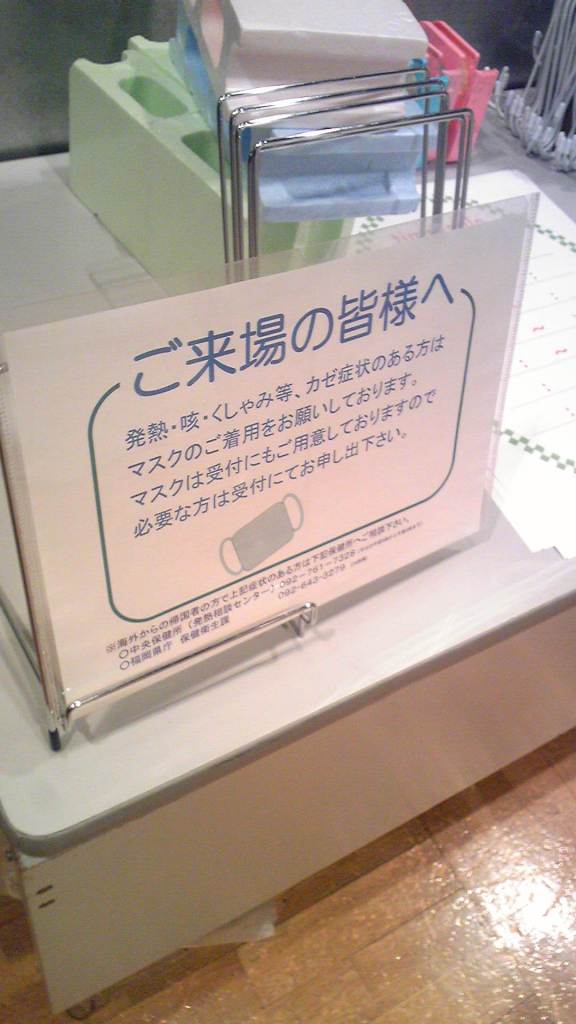 ご来場の皆様へ
発熱・咳・くしゃみ等、カゼ症状のある方は
マスクのご着用をお願いしております。
マスクは受付にもご用意しておりますので
必要な方は受付にてお申し出下さい。
※海外からの帰国者の方で上記症状のある方は下記保健所へご相談下さい。
○中央保健所（発熱相談センター）092-761-7328
○福岡県庁 保健衛生課 092-643-3279